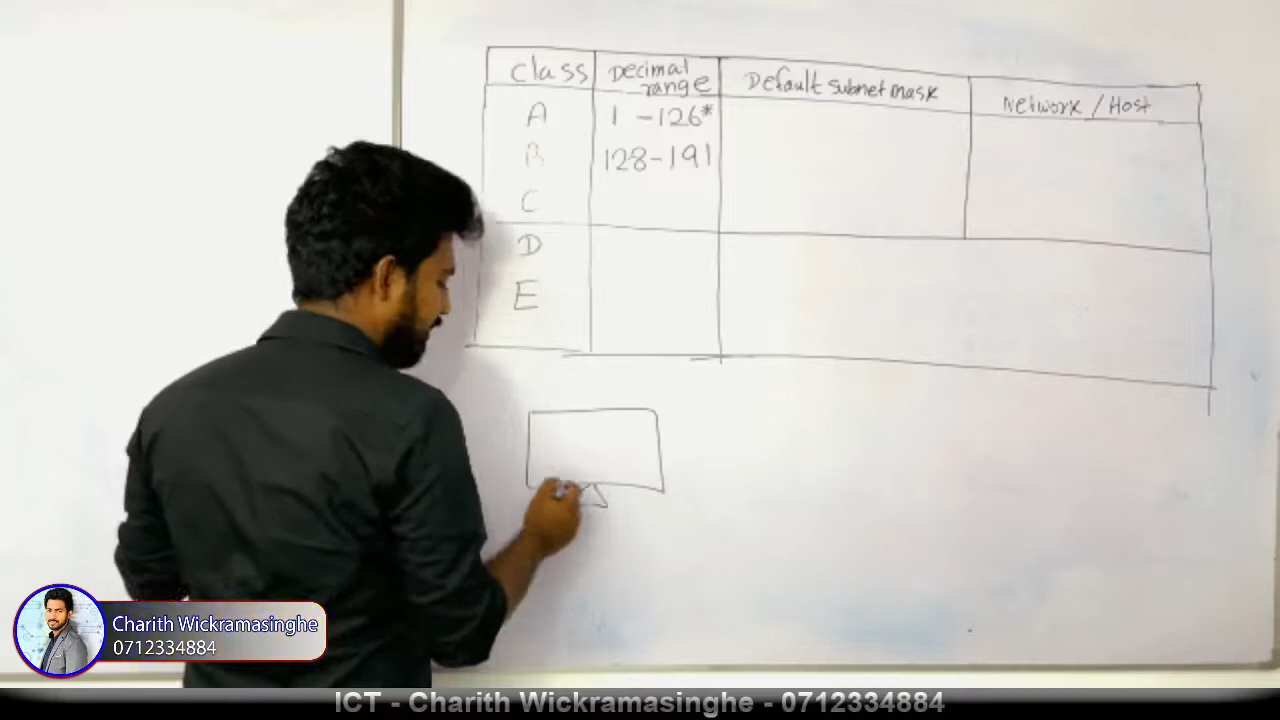 class
Decimal
range
Default subnet mask
Network / Host
A
1 - 126*
B
128 - 191
C
D
E
Charith Wickramasinghe
0712334884
ICT - Charith Wickramasinghe - 0712334884